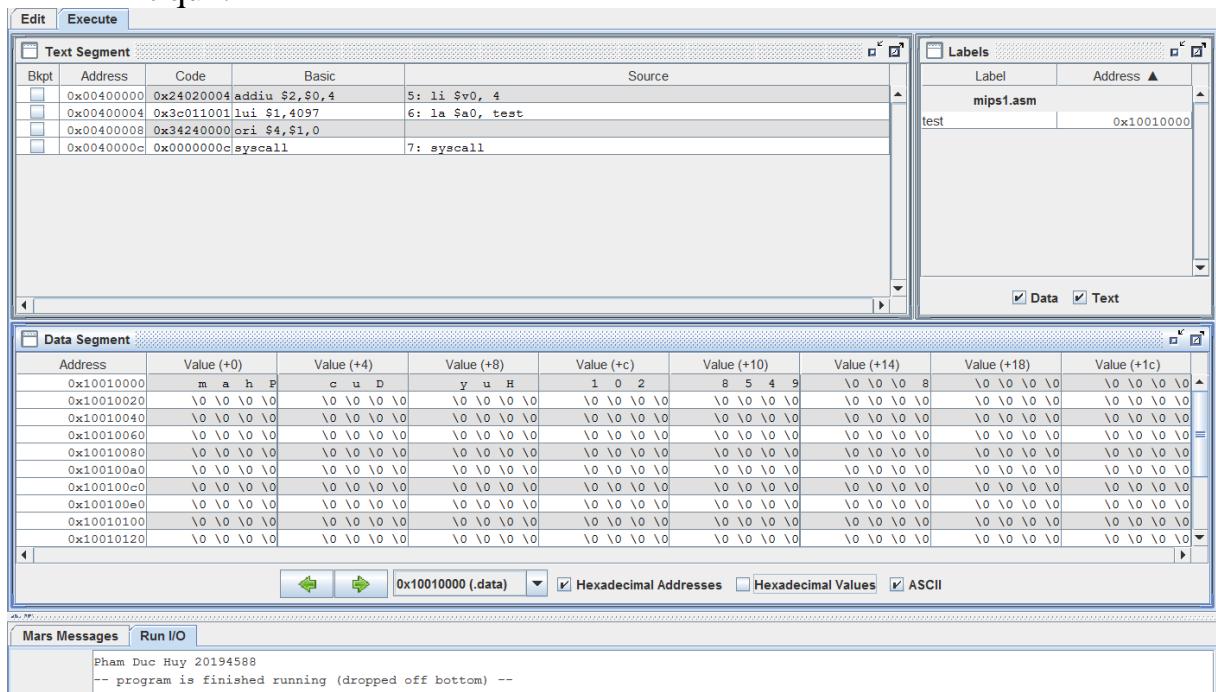 Edit Execute
Text Segment
Bkpt Address Code Basic Source
0x00400000 0x24020004 addiu $2,$0,4 5: li $v0, 4
0x00400004 0x3c011001 lui $1,4097 6: la $a0, test
0x00400008 0x34240000 ori $4,$1,0
0x0040000c 0x0000000c syscall 7: syscall
Labels
Label Address ▲
mips1.asm
test 0x10010000
Data Text
Data Segment
Address Value (+0) Value (+4) Value (+8) Value (+c) Value (+10) Value (+14) Value (+18) Value (+1c)
0x10010000 m a h P c u D y u H 1 0 2 8 5 4 9 \0 \0 \0 8 \0 \0 \0 \0 \0 \0 \0 \0
0x10010020 \0 \0 \0 \0 \0 \0 \0 \0 \0 \0 \0 \0 \0 \0 \0 \0 \0 \0 \0 \0 \0 \0 \0 \0 \0 \0 \0 \0 \0 \0 \0 \0
0x10010040 \0 \0 \0 \0 \0 \0 \0 \0 \0 \0 \0 \0 \0 \0 \0 \0 \0 \0 \0 \0 \0 \0 \0 \0 \0 \0 \0 \0 \0 \0 \0 \0
0x10010060 \0 \0 \0 \0 \0 \0 \0 \0 \0 \0 \0 \0 \0 \0 \0 \0 \0 \0 \0 \0 \0 \0 \0 \0 \0 \0 \0 \0 \0 \0 \0 \0
0x10010080 \0 \0 \0 \0 \0 \0 \0 \0 \0 \0 \0 \0 \0 \0 \0 \0 \0 \0 \0 \0 \0 \0 \0 \0 \0 \0 \0 \0 \0 \0 \0 \0
0x100100a0 \0 \0 \0 \0 \0 \0 \0 \0 \0 \0 \0 \0 \0 \0 \0 \0 \0 \0 \0 \0 \0 \0 \0 \0 \0 \0 \0 \0 \0 \0 \0 \0
0x100100c0 \0 \0 \0 \0 \0 \0 \0 \0 \0 \0 \0 \0 \0 \0 \0 \0 \0 \0 \0 \0 \0 \0 \0 \0 \0 \0 \0 \0 \0 \0 \0 \0
0x100100e0 \0 \0 \0 \0 \0 \0 \0 \0 \0 \0 \0 \0 \0 \0 \0 \0 \0 \0 \0 \0 \0 \0 \0 \0 \0 \0 \0 \0 \0 \0 \0 \0
0x10010100 \0 \0 \0 \0 \0 \0 \0 \0 \0 \0 \0 \0 \0 \0 \0 \0 \0 \0 \0 \0 \0 \0 \0 \0 \0 \0 \0 \0 \0 \0 \0 \0
0x10010120 \0 \0 \0 \0 \0 \0 \0 \0 \0 \0 \0 \0 \0 \0 \0 \0 \0 \0 \0 \0 \0 \0 \0 \0 \0 \0 \0 \0 \0 \0 \0 \0
0x10010000 (.data) Hexadecimal Addresses Hexadecimal Values ASCII
Mars Messages Run I/O
Pham Duc Huy 20194588
-- program is finished running (dropped off bottom) --